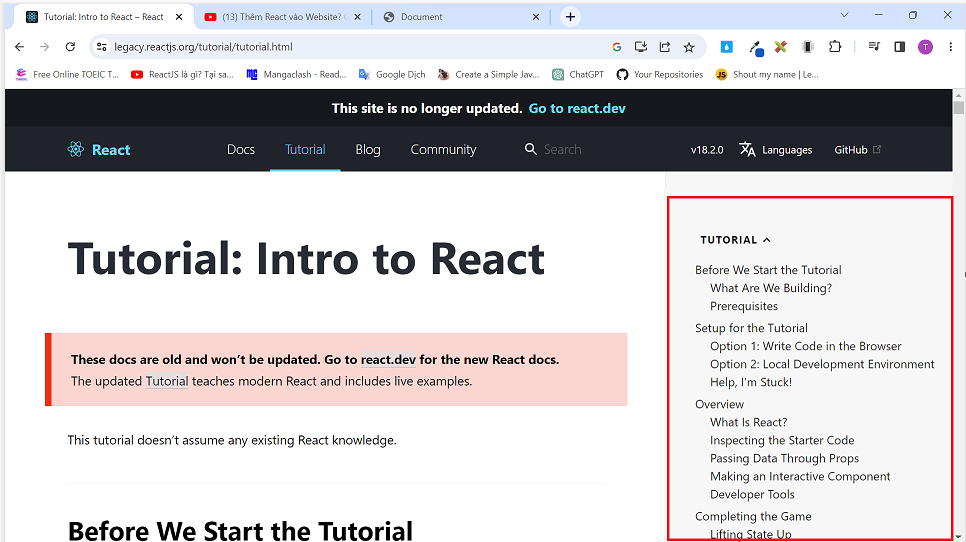 Tutorial: Intro to React – React
(13) Thêm React vào Website?
Document
legacy.reactjs.org/tutorial/tutorial.html
Free Online TOEIC T...
ReactJS là gì? Tại sa...
Mangaclash - Read...
Google Dịch
Create a Simple Jav...
ChatGPT
Your Repositories
JS
Shout my name | Le...
T
This site is no longer updated. Go to react.dev
React
Docs
Tutorial
Blog
Community
Search
v18.2.0
Languages
GitHub
Tutorial: Intro to React
These docs are old and won’t be updated. Go to react.dev for the new React docs.
The updated Tutorial teaches modern React and includes live examples.
This tutorial doesn’t assume any existing React knowledge.
Before We Start the Tutorial
TUTORIAL
Before We Start the Tutorial
What Are We Building?
Prerequisites
Setup for the Tutorial
Option 1: Write Code in the Browser
Option 2: Local Development Environment
Help, I'm Stuck!
Overview
What Is React?
Inspecting the Starter Code
Passing Data Through Props
Making an Interactive Component
Developer Tools
Completing the Game
Lifting State Up